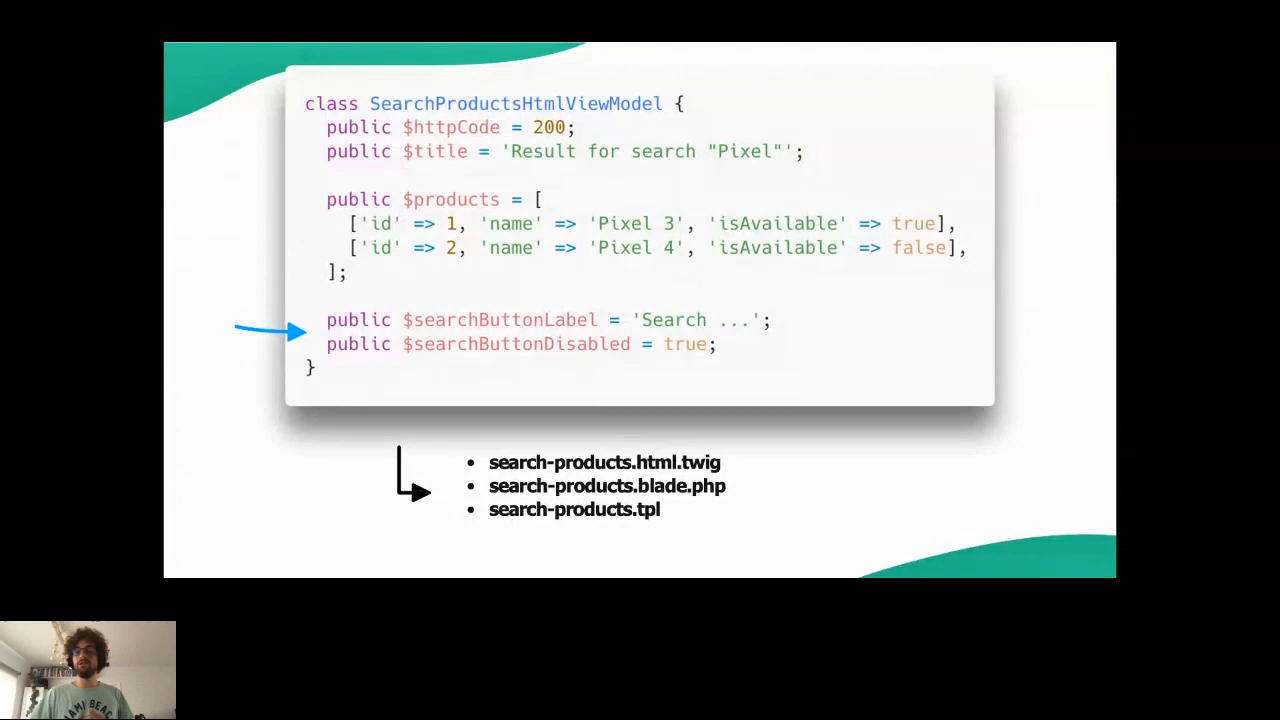 class SearchProductsHtmlViewModel {
public $httpCode = 200;
public $title = 'Result for search "Pixel"';
public $products = [
['id' => 1, 'name' => 'Pixel 3', 'isAvailable' => true],
['id' => 2, 'name' => 'Pixel 4', 'isAvailable' => false],
];
public $searchButtonLabel = 'Search ...';
public $searchButtonDisabled = true;
}
• search-products.html.twig
• search-products.blade.php
• search-products.tpl